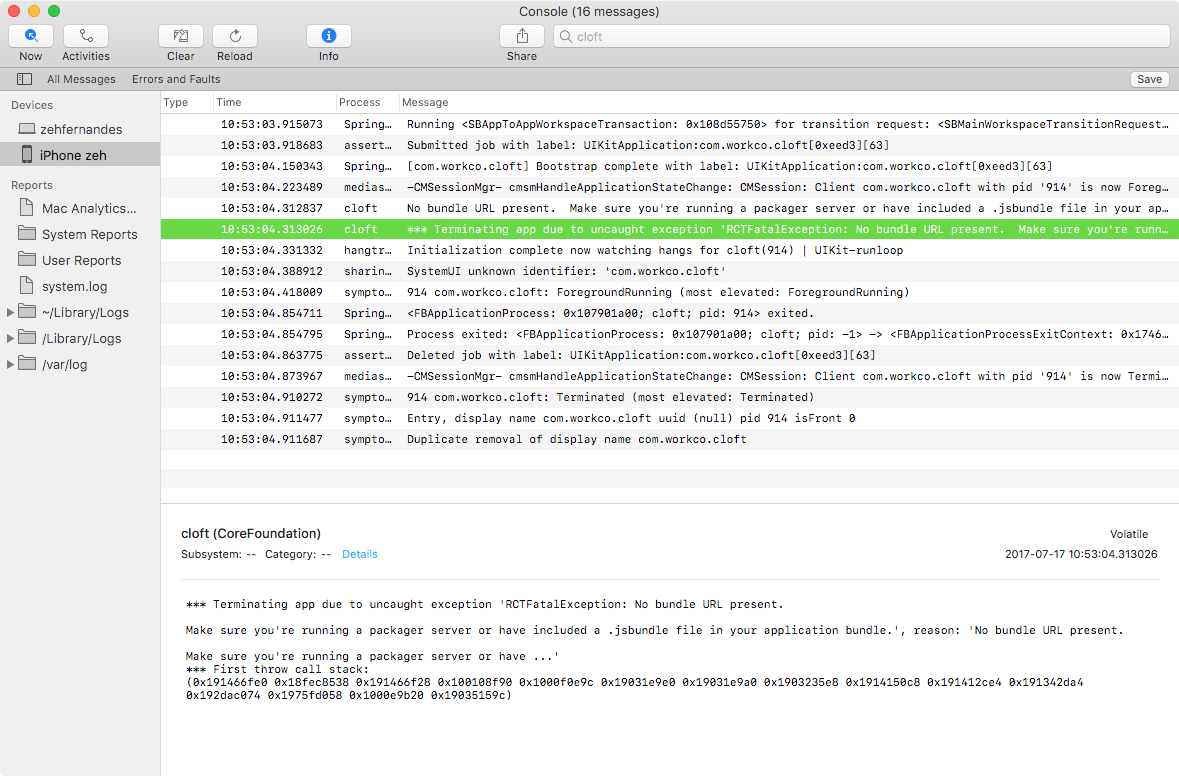 Console (16 messages)
cloft
Now Activities Clear Reload Info Share
All Messages Errors and Faults Save
Devices
zehfernandes
iPhone zeh
Reports
Mac Analytics...
System Reports
User Reports
system.log
~/Library/Logs
/Library/Logs
/var/log
Type Time Process Message
10:53:03.915073 Spring... Running <SBAppToAppWorkspaceTransaction: 0x108d55750> for transition request: <SBMainWorkspaceTransitionRequest...
10:53:03.918683 assert... Submitted job with label: UIKitApplication:com.workco.cloft[0xeed3][63]
10:53:04.150343 Spring... [com.workco.cloft] Bootstrap complete with label: UIKitApplication:com.workco.cloft[0xeed3][63]
10:53:04.223489 medias... -CMSessionMgr- cmsmHandleApplicationStateChange: CMSession: Client com.workco.cloft with pid '914' is now Foreg...
10:53:04.312837 cloft No bundle URL present.  Make sure you're running a packager server or have included a .jsbundle file in your ap...
10:53:04.313026 cloft *** Terminating app due to uncaught exception 'RCTFatalException: No bundle URL present.  Make sure you're runn...
10:53:04.331332 hangtr... Initialization complete now watching hangs for cloft(914) | UIKit-runloop
10:53:04.388912 sharin... SystemUI unknown identifier: 'com.workco.cloft'
10:53:04.418009 sympto... 914 com.workco.cloft: ForegroundRunning (most elevated: ForegroundRunning)
10:53:04.854711 Spring... <FBApplicationProcess: 0x107901a00; cloft; pid: 914> exited.
10:53:04.854795 Spring... Process exited: <FBApplicationProcess: 0x107901a00; cloft; pid: -1> -> <FBApplicationProcessExitContext: 0x1746...
10:53:04.863775 assert... Deleted job with label: UIKitApplication:com.workco.cloft[0xeed3][63]
10:53:04.873967 medias... -CMSessionMgr- cmsmHandleApplicationStateChange: CMSession: Client com.workco.cloft with pid '914' is now Termi...
10:53:04.910272 sympto... 914 com.workco.cloft: Terminated (most elevated: Terminated)
10:53:04.911477 sympto... Entry, display name com.workco.cloft uuid (null) pid 914 isFront 0
10:53:04.911687 sympto... Duplicate removal of display name com.workco.cloft
cloft (CoreFoundation) Volatile
Subsystem: -- Category: -- Details 2017-07-17 10:53:04.313026
*** Terminating app due to uncaught exception 'RCTFatalException: No bundle URL present.
Make sure you're running a packager server or have included a .jsbundle file in your application bundle.', reason: 'No bundle URL present.
Make sure you're running a packager server or have ...'
*** First throw call stack:
(0x191466fe0 0x18fec8538 0x191466f28 0x100108f90 0x1000f0e9c 0x19031e9e0 0x19031e9a0 0x1903235e8 0x1914150c8 0x191412ce4 0x191342da4
0x192dac074 0x1975fd058 0x1000e9b20 0x19035159c)